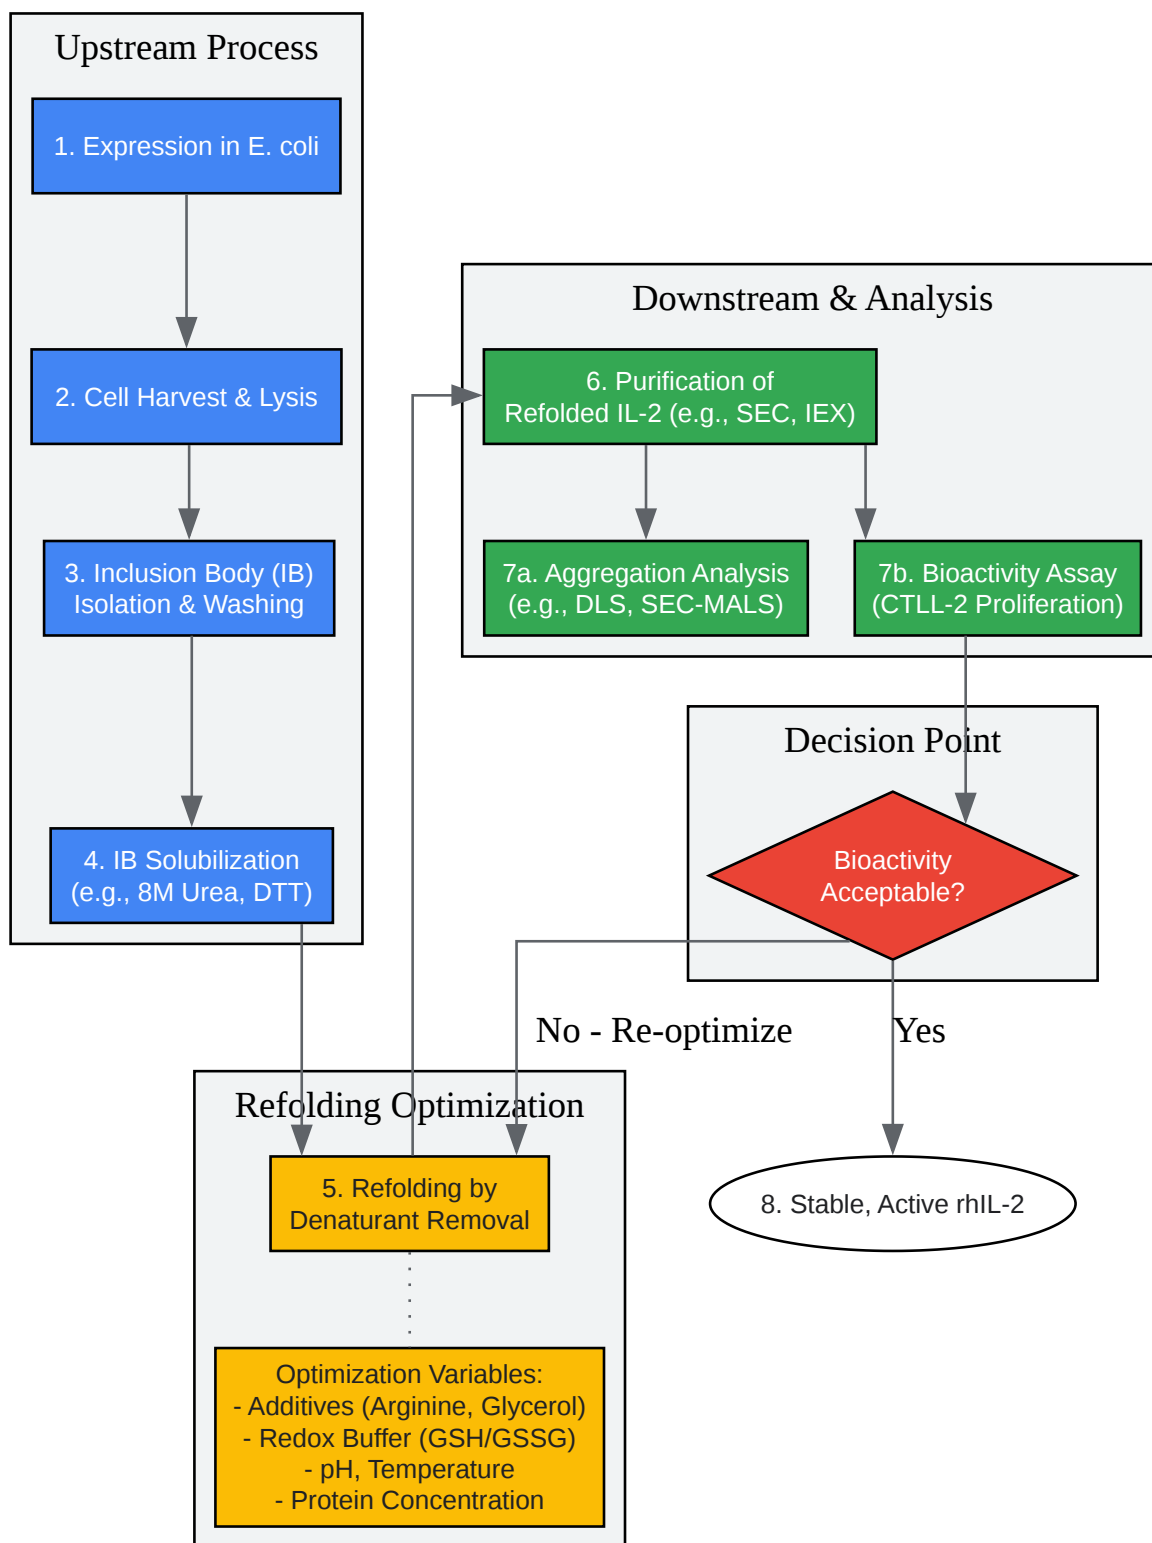 Upstream Process
1. Expression in E. coli
2. Cell Harvest & Lysis
3. Inclusion Body (IB)
Isolation & Washing
4. IB Solubilization
(e.g., 8M Urea, DTT)
Downstream & Analysis
6. Purification of
Refolded IL-2 (e.g., SEC, IEX)
7a. Aggregation Analysis
(e.g., DLS, SEC-MALS)
7b. Bioactivity Assay
(CTLL-2 Proliferation)
Decision Point
Bioactivity
Acceptable?
No - Re-optimize
Yes
Refolding Optimization
5. Refolding by
Denaturant Removal
8. Stable, Active rhIL-2
Optimization Variables:
- Additives (Arginine, Glycerol)
- Redox Buffer (GSH/GSSG)
- pH, Temperature
- Protein Concentration